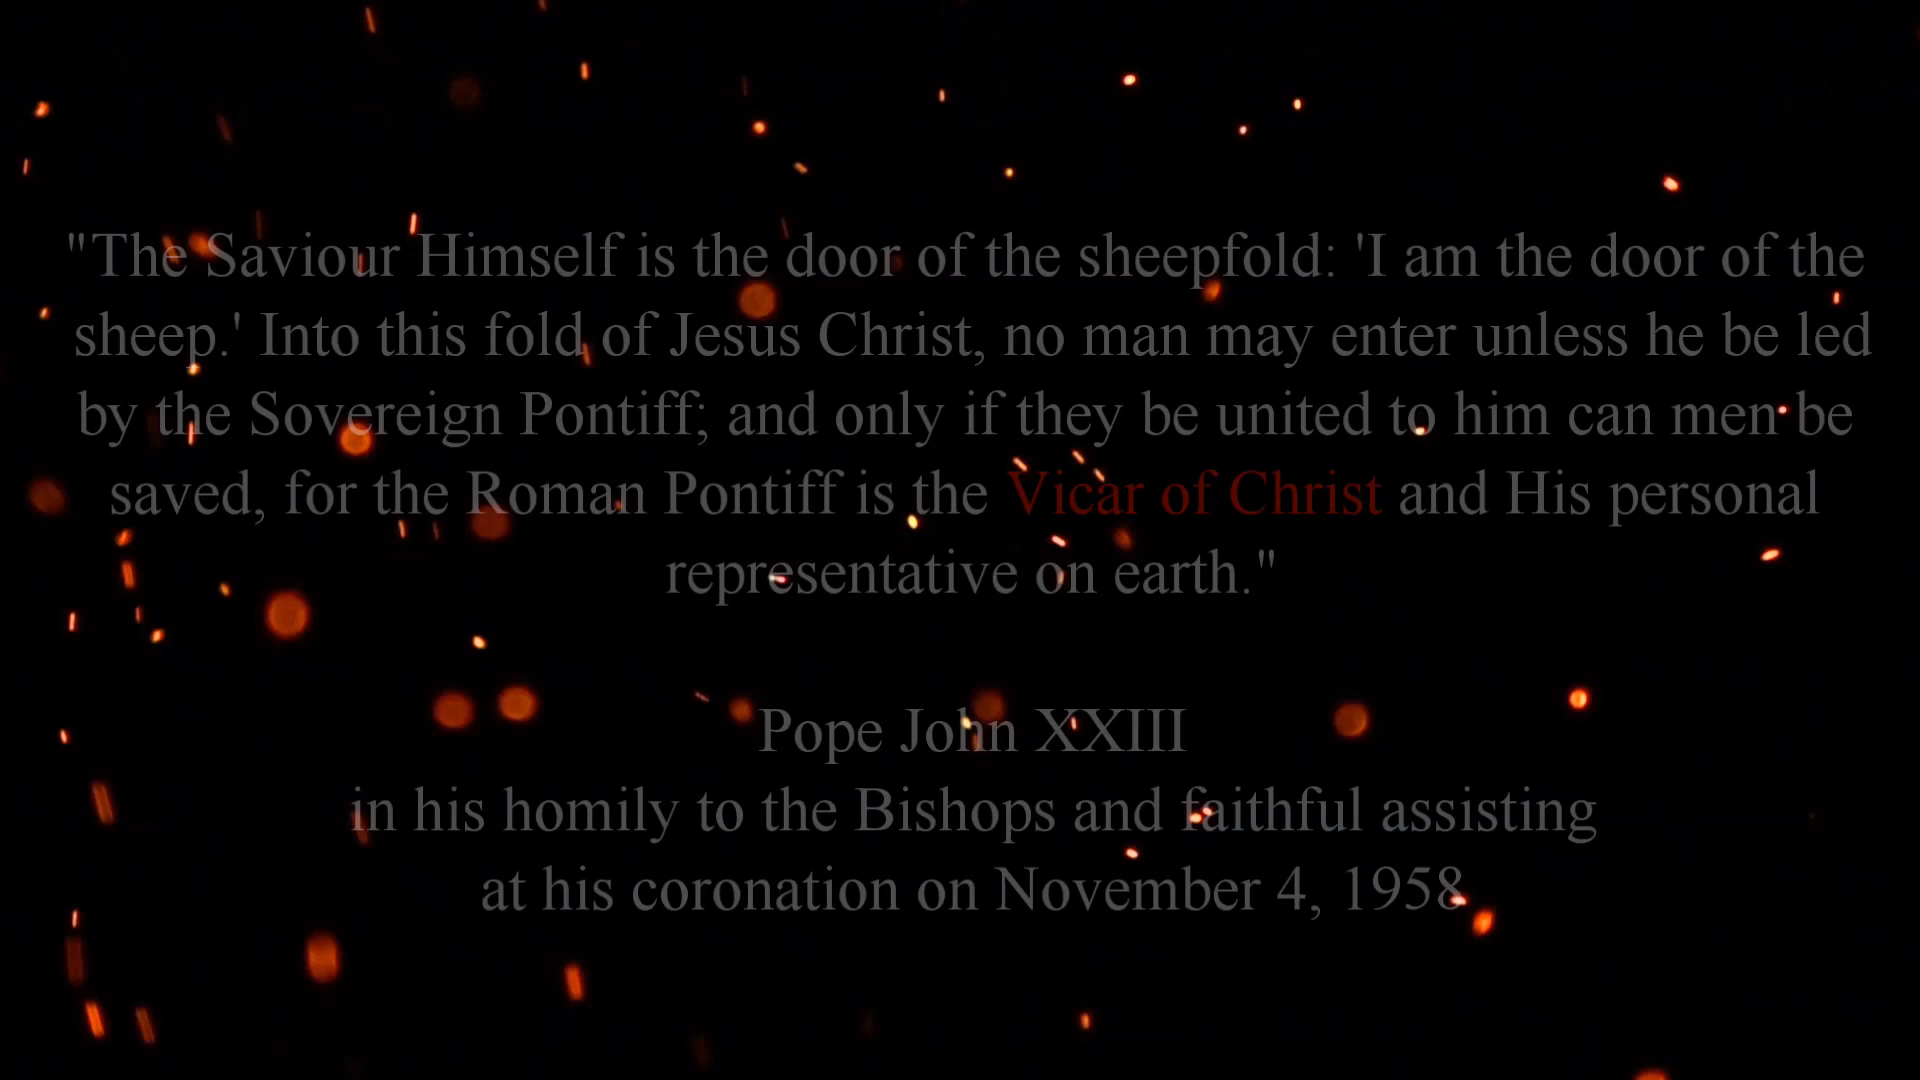 "The Saviour Himself is the door of the sheepfold: 'I am the door of the
sheep.' Into this fold of Jesus Christ, no man may enter unless he be led
by the Sovereign Pontiff; and only if they be united to him can men be
saved, for the Roman Pontiff is the Vicar of Christ and His personal
representative on earth."
Pope John XXIII
in his homily to the Bishops and faithful assisting
at his coronation on November 4, 1958